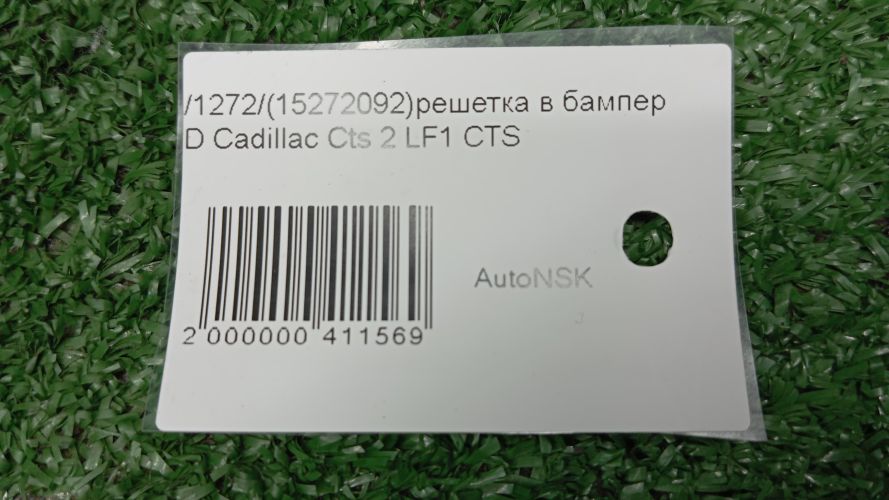 /1272/(15272092)решетка в бампер
D Cadillac Cts 2 LF1 CTS
AutoNSK
2 000000 411569